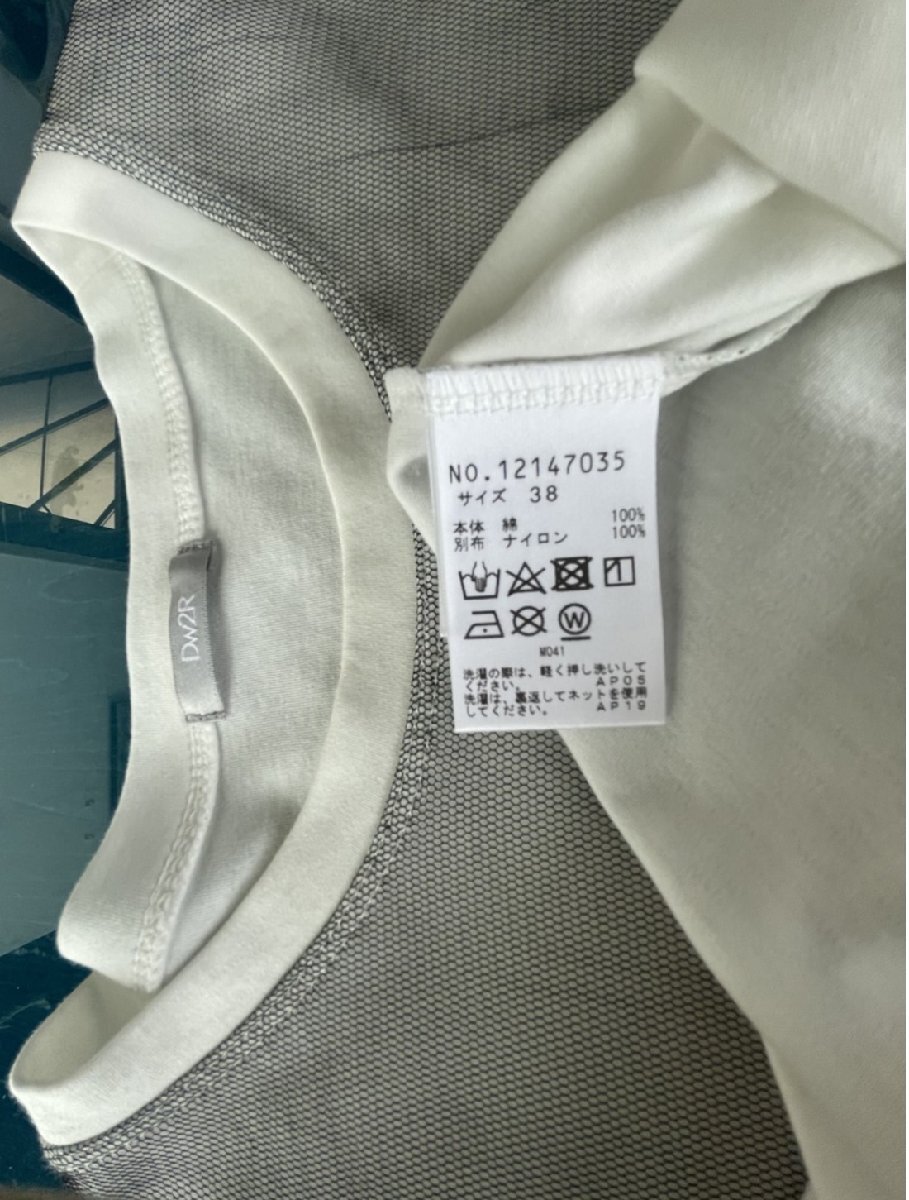 NO.12147035
サイズ 38
本体 綿 100%
別布 ナイロン 100%
W
M041
洗濯の際は、軽く押し洗いして
ください。 AP05
洗濯は、裏返してネットを使用
してください。 AP19
DW2R